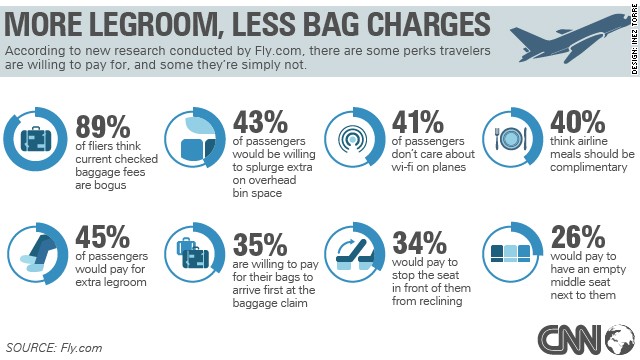 MORE LEGROOM, LESS BAG CHARGES
According to new research conducted by Fly.com, there are some perks travelers
are willing to pay for, and some they're simply not.
DESIGN: INEZ TORRE
89%
of fliers think
current checked
baggage fees
are bogus
43%
of passengers
would be willing
to splurge extra
on overhead
bin space
41%
of passengers
don't care about
wi-fi on planes
40%
think airline
meals should be
complimentary
45%
of passengers
would pay for
extra legroom
35%
are willing to pay
for their bags to
arrive first at the
baggage claim
34%
would pay to
stop the seat
in front of them
from reclining
26%
would pay to
have an empty
middle seat
next to them
SOURCE: Fly.com
CNN